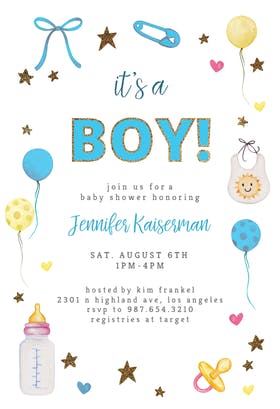 it's a
BOY!
join us for a
baby shower honoring
Jennifer Kaiserman
SAT. AUGUST 6TH
1PM-4PM
hosted by kim frankel
2301 n highland ave, los angeles
rsvp to 987.654.3210
registries at target